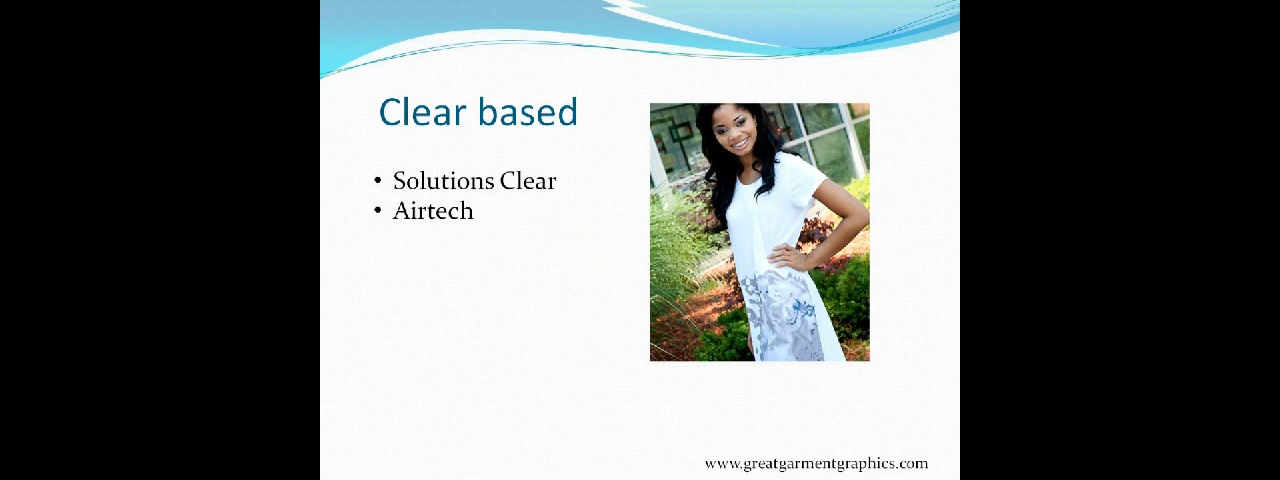 Clear based
• Solutions Clear
• Airtech
www.greatgarmentgraphics.com